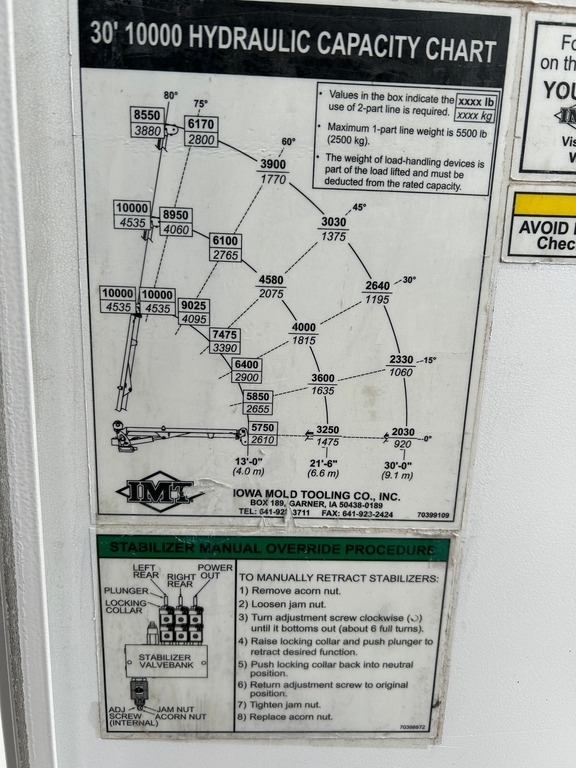 30' 10000 HYDRAULIC CAPACITY CHART
• Values in the box indicate the
use of 2-part line is required.
xxxx lb
xxxx kg
• Maximum 1-part line weight is 5500 lb
(2500 kg).
• The weight of load-handling devices is
part of the load lifted and must be
deducted from the rated capacity.
80°
75°
60°
45°
30°
15°
0°
8550
3880
6170
2800
3900
1770
3030
1375
2640
1195
2330
1060
2030
920
10000
4535
8950
4060
6100
2765
4580
2075
4000
1815
3600
1635
3250
1475
10000
4535
10000
4535
9025
4095
7475
3390
6400
2900
5850
2655
5750
2610
13'-0"
(4.0 m)
21'-6"
(6.6 m)
30'-0"
(9.1 m)
IMT
IOWA MOLD TOOLING CO., INC.
BOX 189, GARNER, IA 50438-0189
TEL: 641-92 3711 FAX: 641-923-2424
70399109
STABILIZER MANUAL OVERRIDE PROCEDURE
LEFT
REAR
RIGHT
REAR
POWER
OUT
PLUNGER
LOCKING
COLLAR
STABILIZER
VALVEBANK
ADJ
SCREW
(INTERNAL)
JAM NUT
ACORN NUT
TO MANUALLY RETRACT STABILIZERS:
1) Remove acorn nut.
2) Loosen jam nut.
3) Turn adjustment screw clockwise ( )
until it bottoms out (about 6 full turns).
4) Raise locking collar and push plunger to
retract desired function.
5) Push locking collar back into neutral
position.
6) Return adjustment screw to original
position.
7) Tighten jam nut.
8) Replace acorn nut.
70398972
on th
YOU
Vis
AVOID
Chec